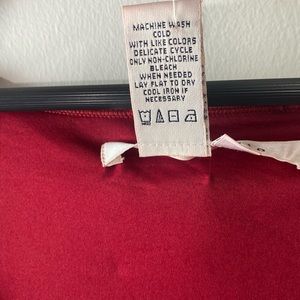 MACHINE WASH
COLD
WITH LIKE COLORS
DELICATE CYCLE
ONLY NON-CHLORINE
BLEACH
WHEN NEEDED
LAY FLAT TO DRY
COOL IRON IF
NECESSARY